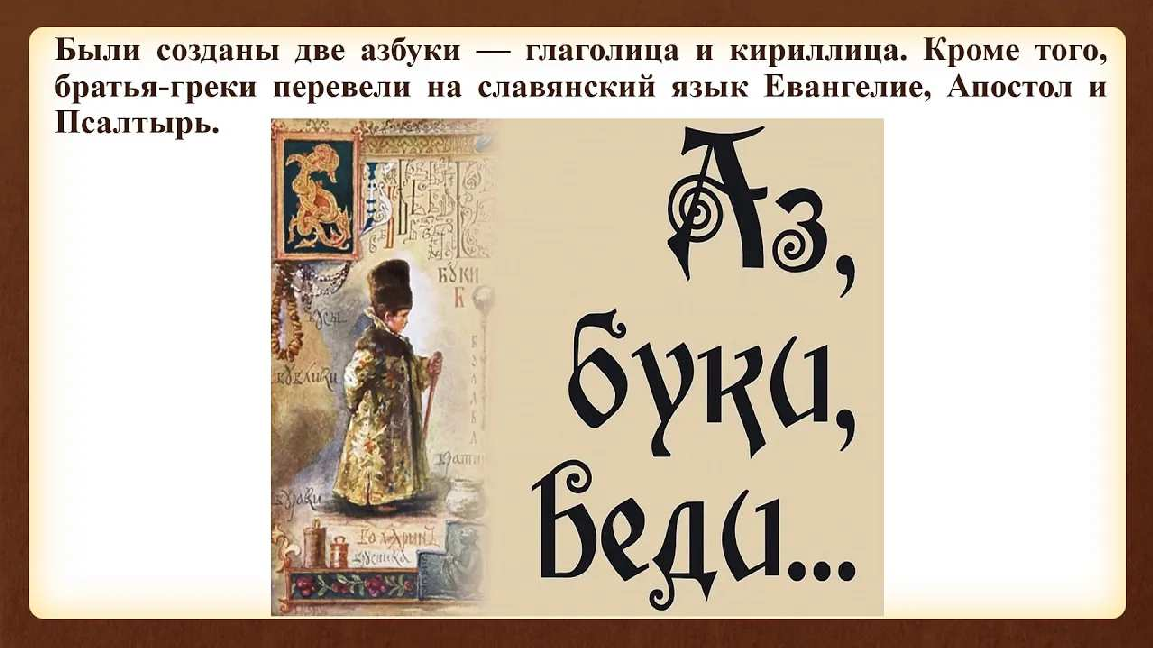 Были созданы две азбуки — глаголица и кириллица. Кроме того,
братья-греки перевели на славянский язык Евангелие, Апостол и
Псалтырь.
Аз,
буки,
веди...
БУКИ
Б